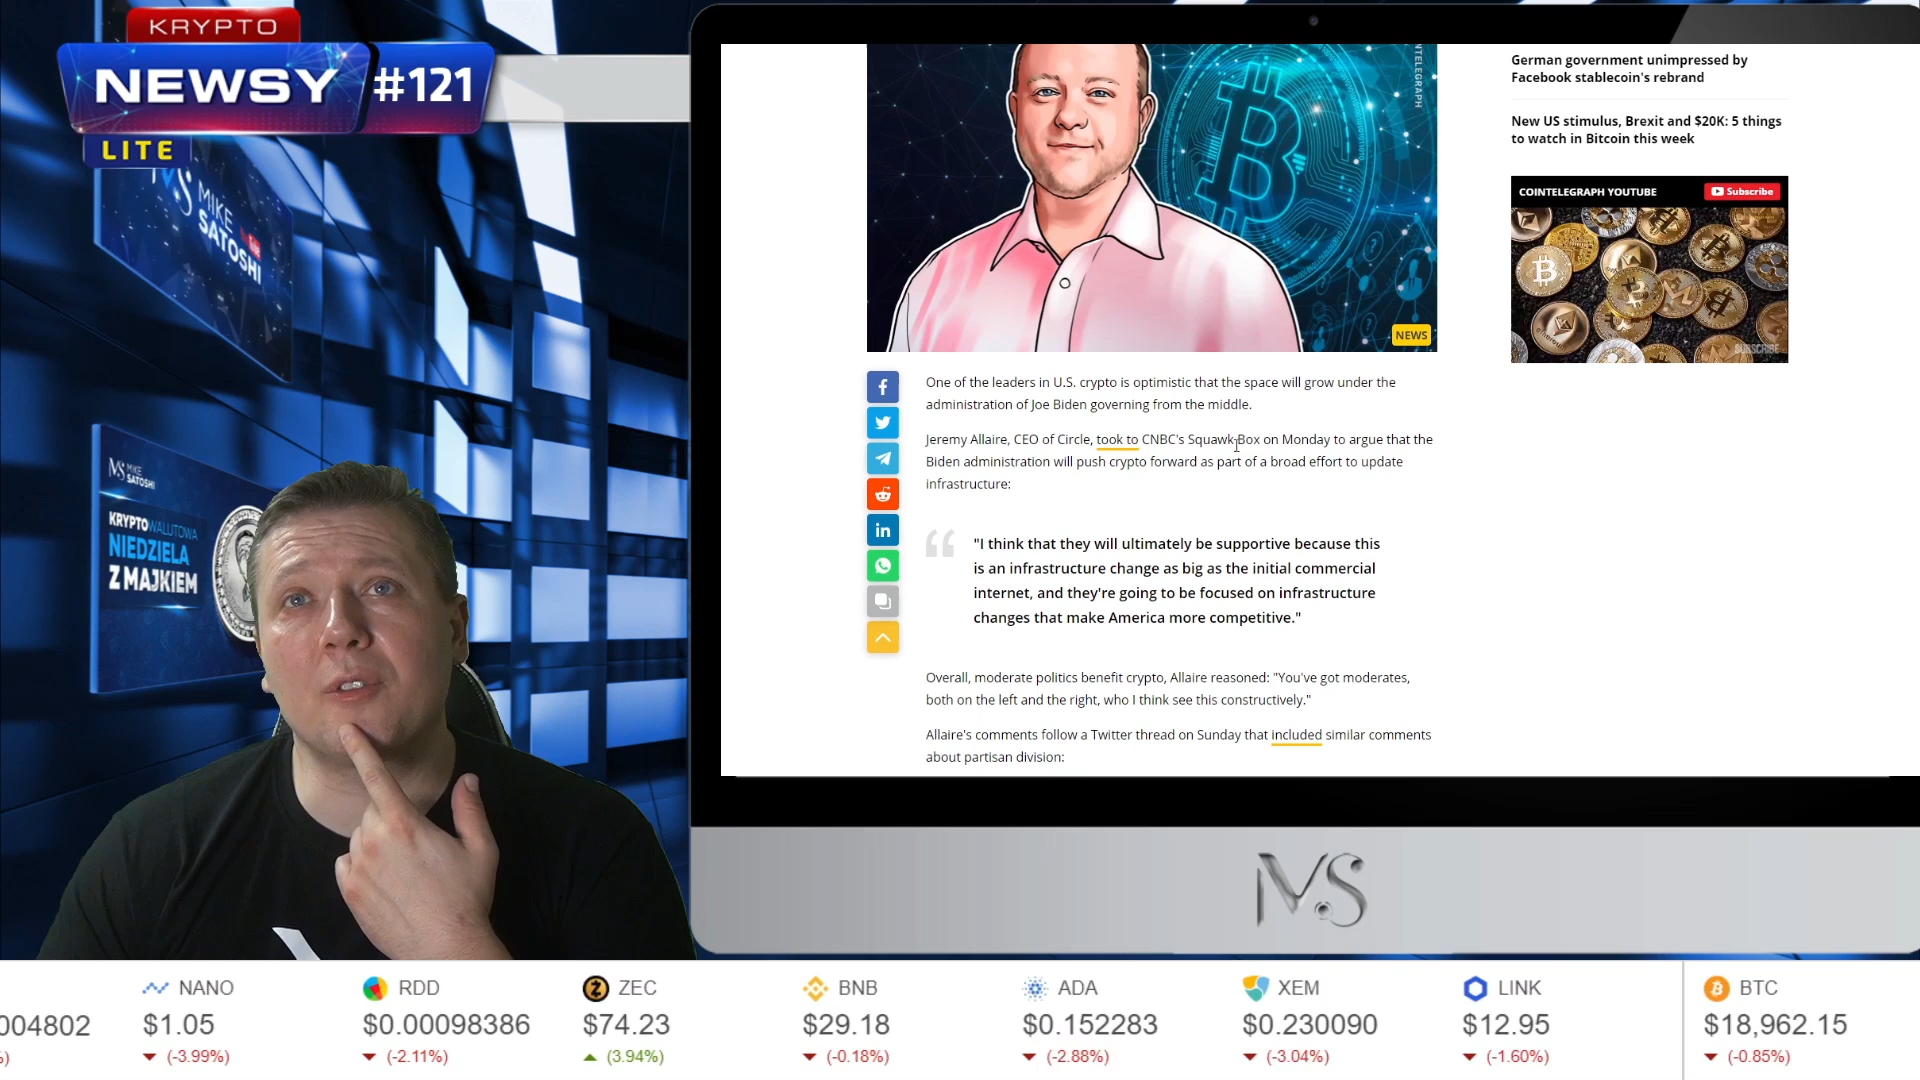 KRYPTO
NEWSY #121
LITE
MS MIKE
SATOSHI
MS MIKE
SATOSHI
KRYPTOWALUTOWA
NIEDZIELA
Z MAJKIEM
INTELEGRAPH
NEWS
German government unimpressed by
Facebook stablecoin's rebrand
New US stimulus, Brexit and $20K: 5 things
to watch in Bitcoin this week
COINTELEGRAPH YOUTUBE
Subscribe
SUBSCRIBE
One of the leaders in U.S. crypto is optimistic that the space will grow under the
administration of Joe Biden governing from the middle.
Jeremy Allaire, CEO of Circle, took to CNBC's Squawk Box on Monday to argue that the
Biden administration will push crypto forward as part of a broad effort to update
infrastructure:
"I think that they will ultimately be supportive because this
is an infrastructure change as big as the initial commercial
internet, and they're going to be focused on infrastructure
changes that make America more competitive."
Overall, moderate politics benefit crypto, Allaire reasoned: "You've got moderates,
both on the left and the right, who I think see this constructively."
Allaire's comments follow a Twitter thread on Sunday that included similar comments
about partisan division:
MS
004802
NANO
$1.05
(-3.99%)
RDD
$0.00098386
(-2.11%)
ZEC
$74.23
(3.94%)
BNB
$29.18
(-0.18%)
ADA
$0.152283
(-2.88%)
XEM
$0.230090
(-3.04%)
LINK
$12.95
(-1.60%)
BTC
$18,962.15
(-0.85%)